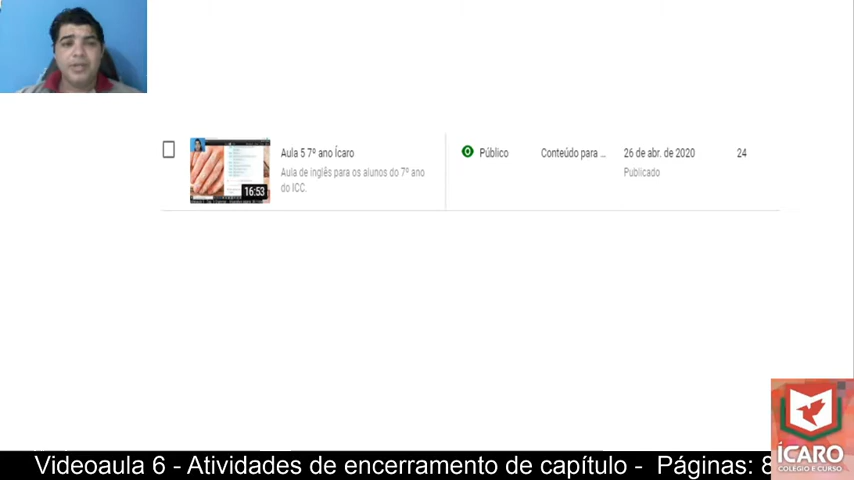 Aula 5 7º ano Ícaro
Aula de inglês para os alunos do 7º ano
do ICC.
16:53
Público
Conteúdo para ...
26 de abr. de 2020
Publicado
24
Videoaula 6 - Atividades de encerramento de capítulo - Páginas: 8
ÍCARO
COLÉGIO E CURSO